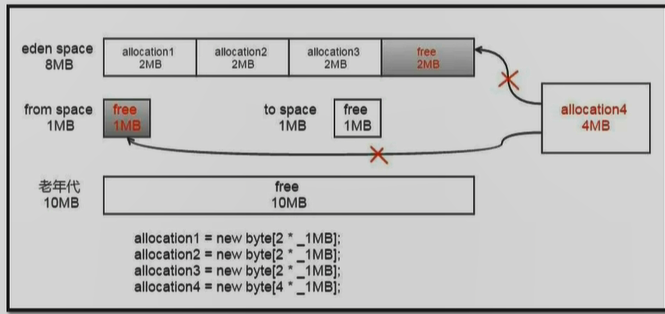 eden space
8MB
allocation1
2MB
allocation2
2MB
allocation3
2MB
free
2MB
from space
1MB
free
1MB
to space
1MB
free
1MB
allocation4
4MB
老年代
10MB
free
10MB
allocation1 = new byte[2 * _1MB];
allocation2 = new byte[2 * _1MB];
allocation3 = new byte[2 * _1MB];
allocation4 = new byte[4 * _1MB];